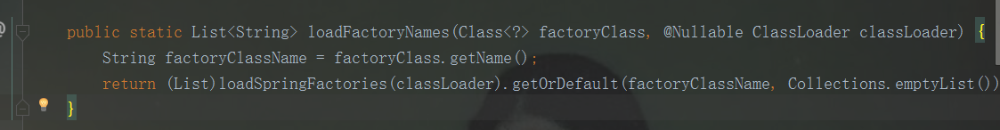 public static List<String> loadFactoryNames(Class<?> factoryClass, @Nullable ClassLoader classLoader) {
String factoryClassName = factoryClass.getName();
return (List)loadSpringFactories(classLoader).getOrDefault(factoryClassName, Collections.emptyList())
}